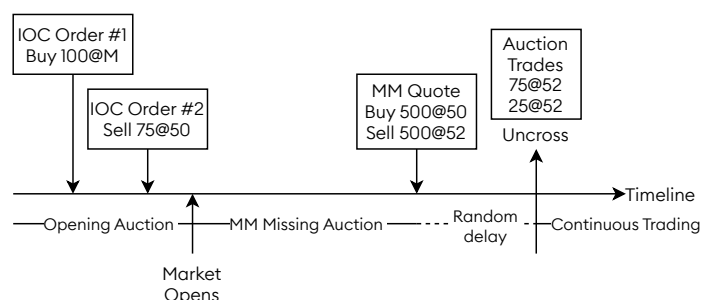 IOC Order #1
Buy 100@M
IOC Order #2
Sell 75@50
MM Quote
Buy 500@50
Sell 500@52
Auction
Trades
75@52
25@52
Uncross
Timeline
Opening Auction
MM Missing Auction
Random
delay
Continuous Trading
Market
Opens